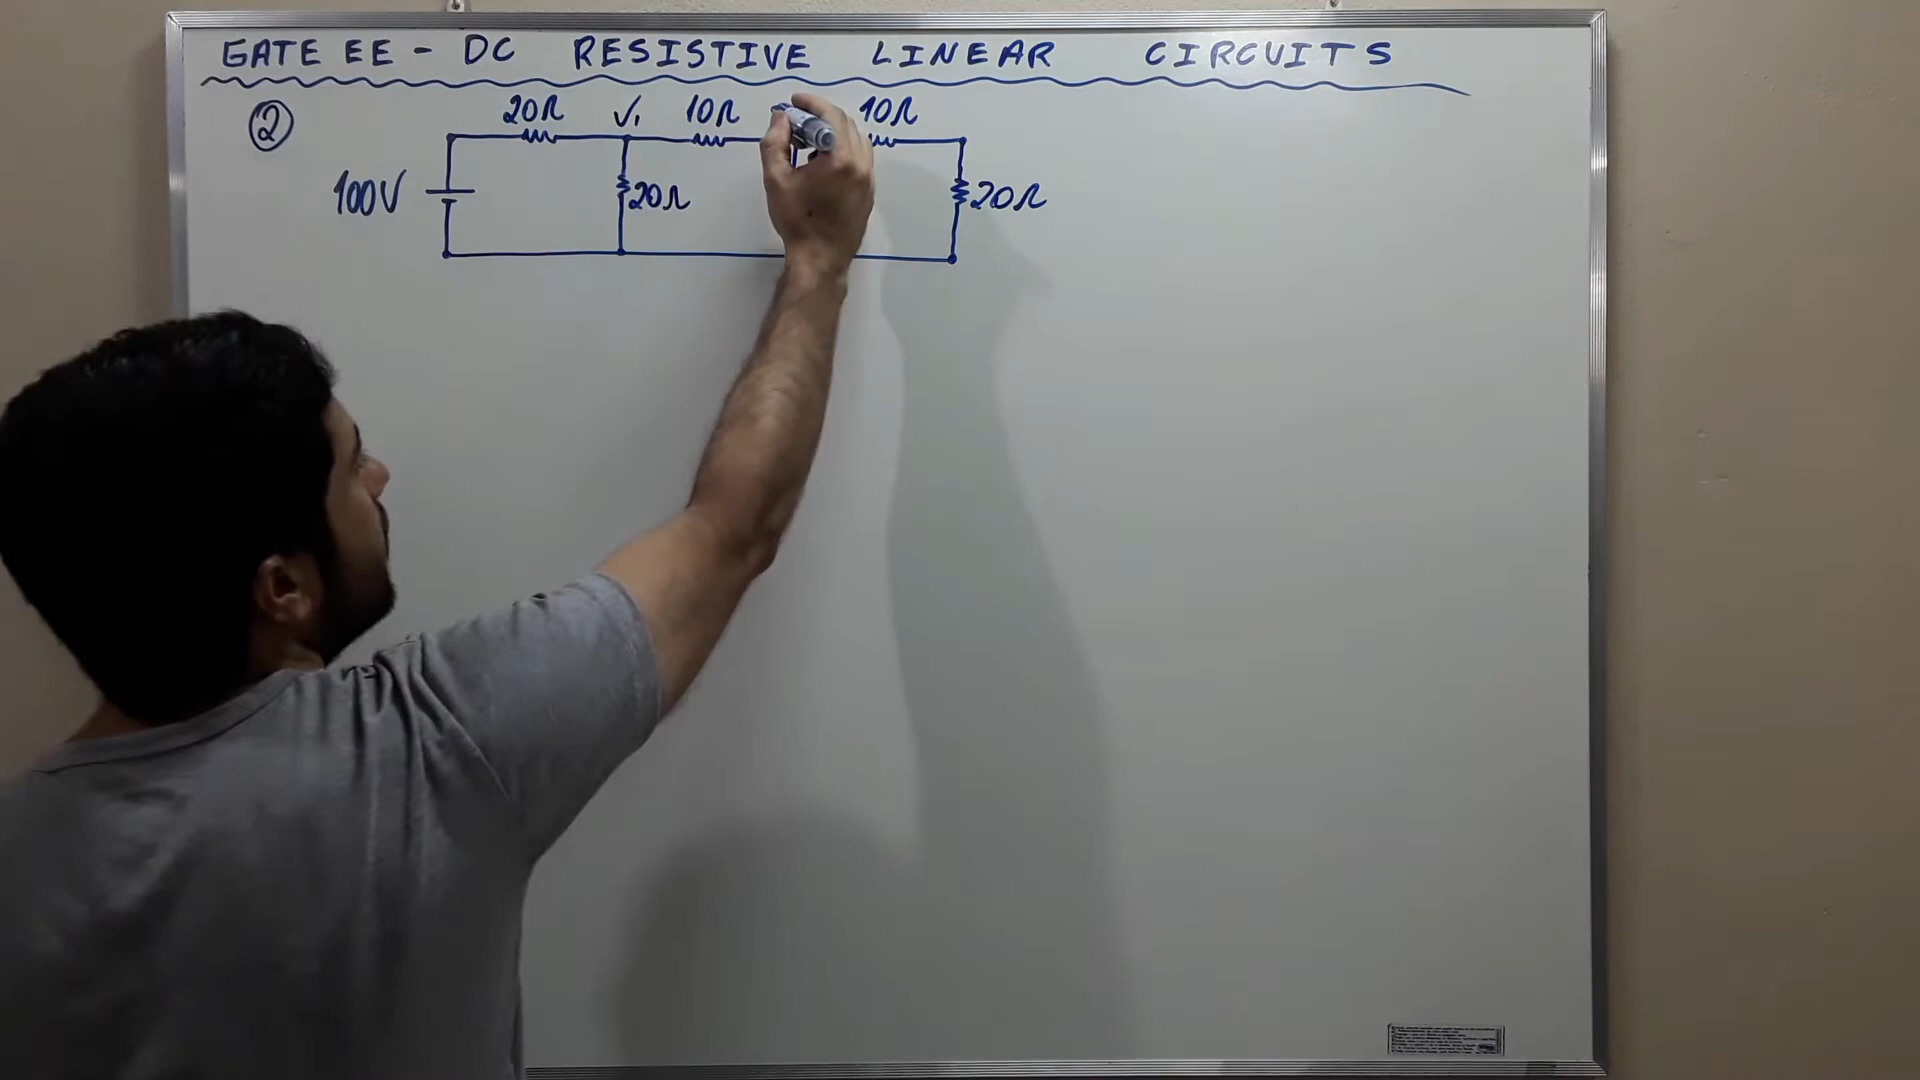 GATE EE - DC RESISTIVE LINEAR CIRCUITS
② 20Ω V₁ 10Ω 10Ω
100V 20Ω 20Ω